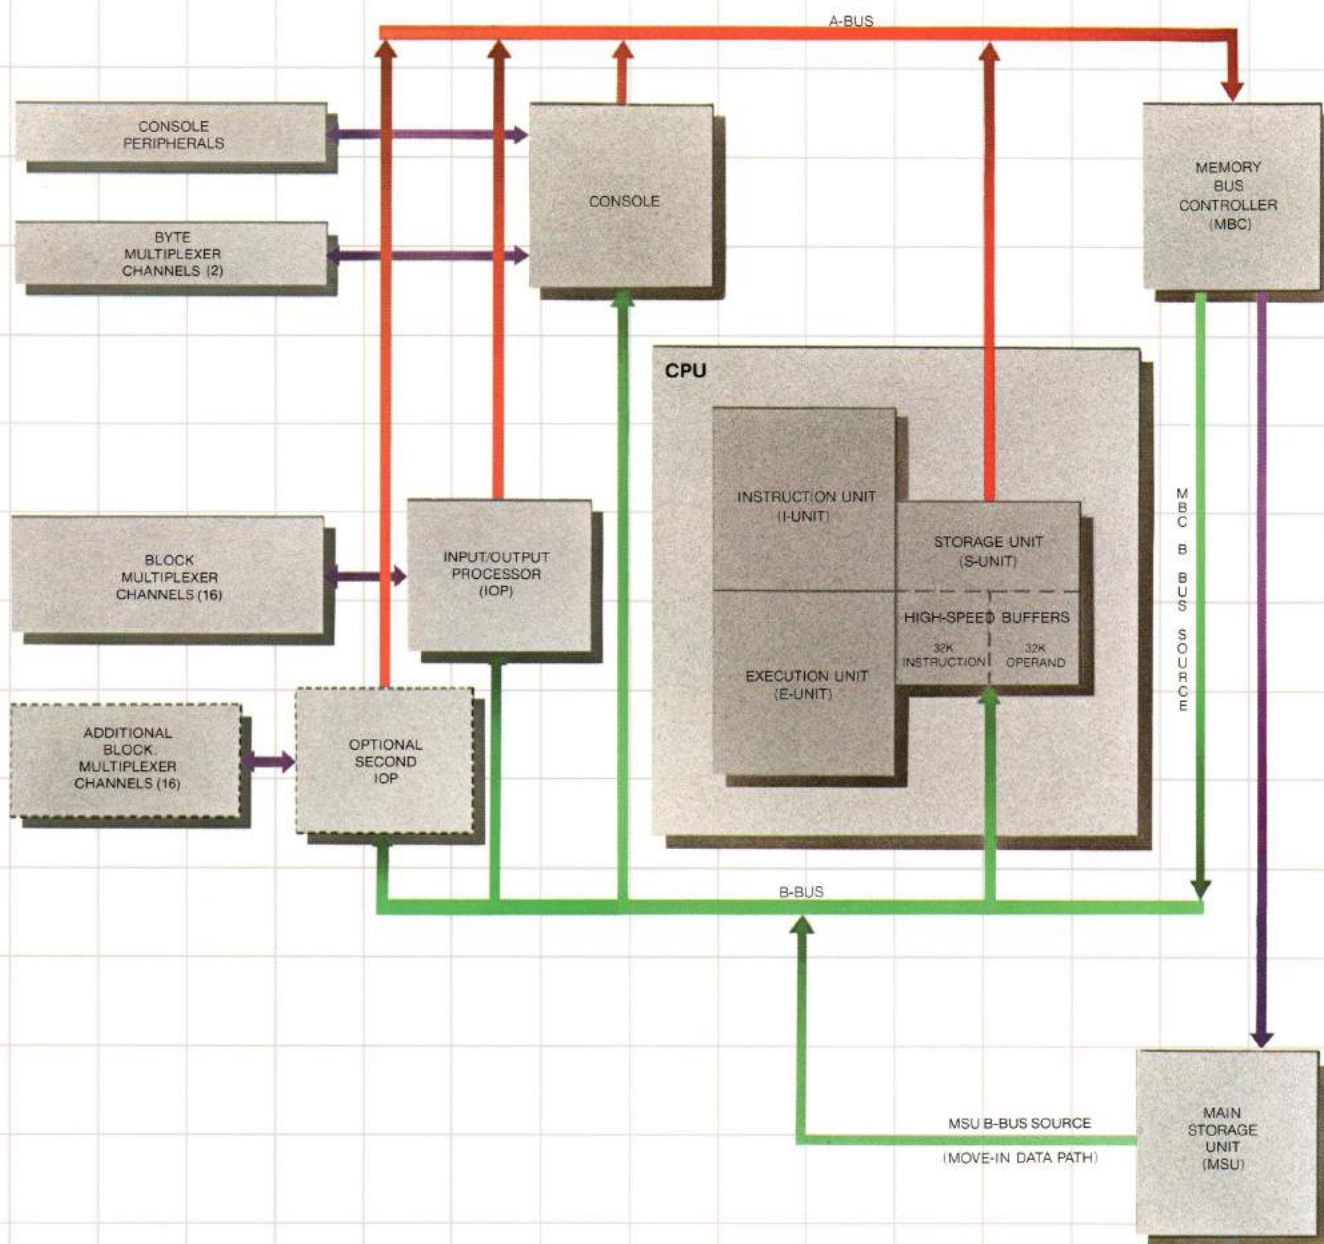 A-BUS
CONSOLE
PERIPHERALS
CONSOLE
MEMORY
BUS
CONTROLLER
(MBC)
BYTE
MULTIPLEXER
CHANNELS (2)
CPU
INSTRUCTION UNIT
(I-UNIT)
STORAGE UNIT
(S-UNIT)
HIGH-SPEED BUFFERS
32K
INSTRUCTION
32K
OPERAND
EXECUTION UNIT
(E-UNIT)
MBC B BUS SOURCE
BLOCK
MULTIPLEXER
CHANNELS (16)
INPUT/OUTPUT
PROCESSOR
(IOP)
ADDITIONAL
BLOCK
MULTIPLEXER
CHANNELS (16)
OPTIONAL
SECOND
IOP
B-BUS
MSU B-BUS SOURCE
(MOVE-IN DATA PATH)
MAIN
STORAGE
UNIT
(MSU)